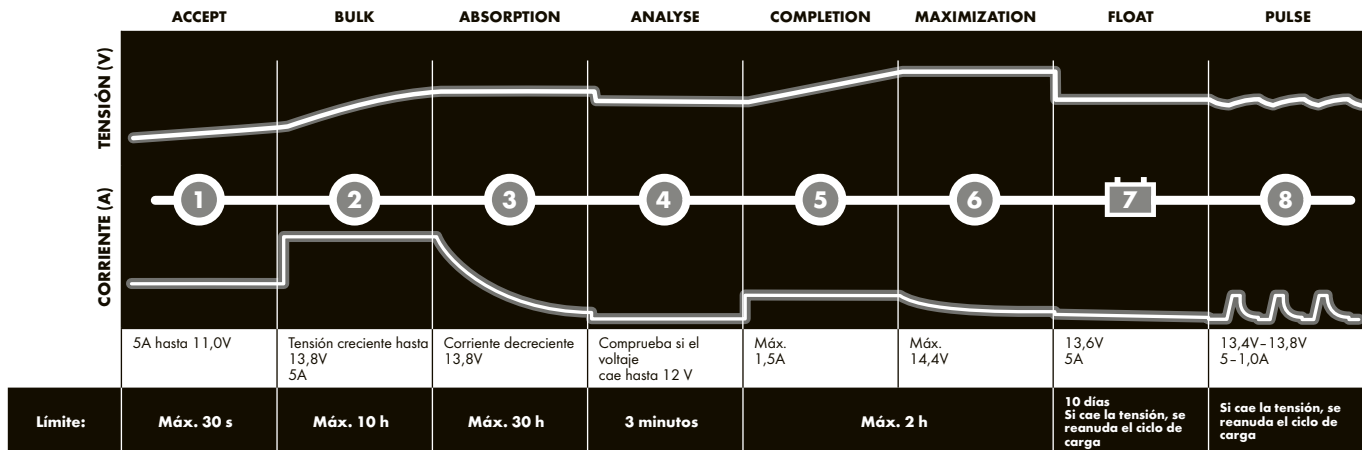 ACCEPT
BULK
ABSORPTION
ANALYSE
COMPLETION
MAXIMIZATION
FLOAT
PULSE
TENSIÓN (V)
1
2
3
4
5
6
7
8
CORRIENTE (A)
5A hasta 11,0V
Tensión creciente hasta
13,8V
5A
Corriente decreciente
13,8V
Comprueba si el
voltaje
cae hasta 12 V
Máx.
1,5A
Máx.
14,4V
13,6V
5A
13,4V–13,8V
5–1,0A
Límite:
Máx. 30 s
Máx. 10 h
Máx. 30 h
3 minutos
Máx. 2 h
10 días
Si cae la tensión, se
reanuda el ciclo de
carga
Si cae la tensión, se
reanuda el ciclo de
carga